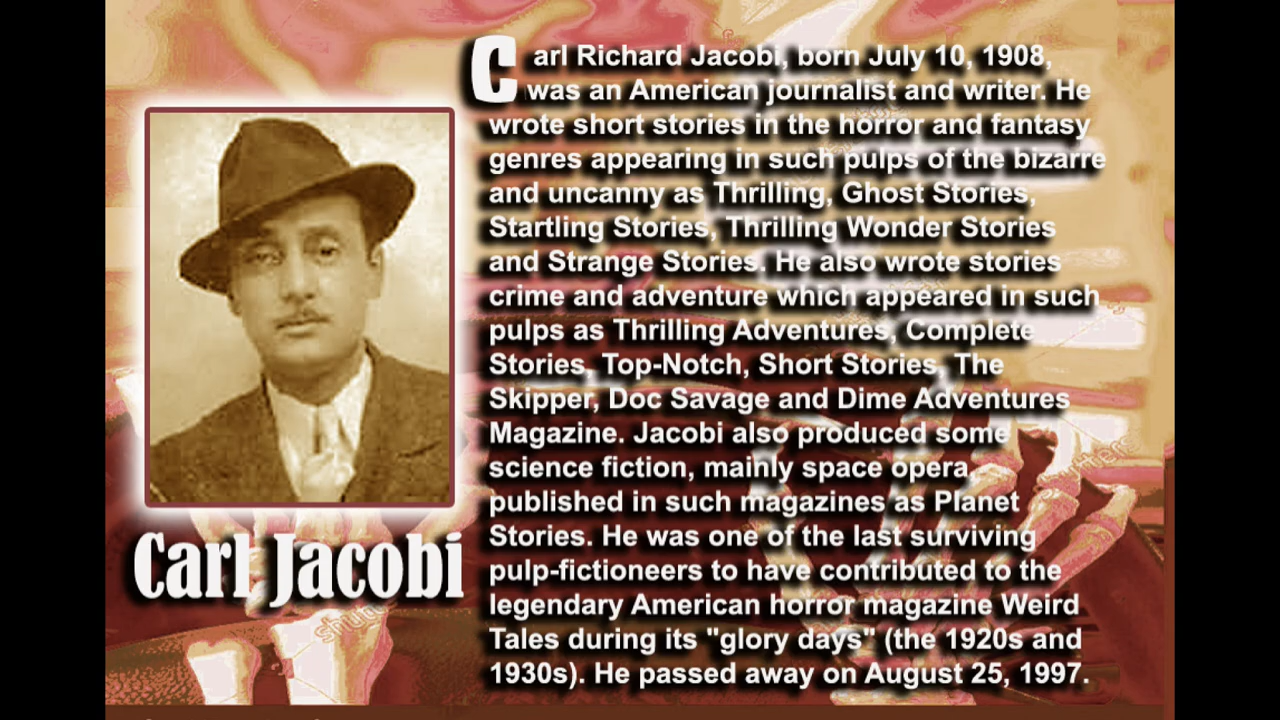 Carl Richard Jacobi, born July 10, 1908,
was an American journalist and writer. He
wrote short stories in the horror and fantasy
genres appearing in such pulps of the bizarre
and uncanny as Thrilling, Ghost Stories,
Startling Stories, Thrilling Wonder Stories
and Strange Stories. He also wrote stories
crime and adventure which appeared in such
pulps as Thrilling Adventures, Complete
Stories, Top-Notch, Short Stories, The
Skipper, Doc Savage and Dime Adventures
Magazine. Jacobi also produced some
science fiction, mainly space opera,
published in such magazines as Planet
Stories. He was one of the last surviving
pulp-fictioneers to have contributed to the
legendary American horror magazine Weird
Tales during its "glory days" (the 1920s and
1930s). He passed away on August 25, 1997.
Carl Jacobi